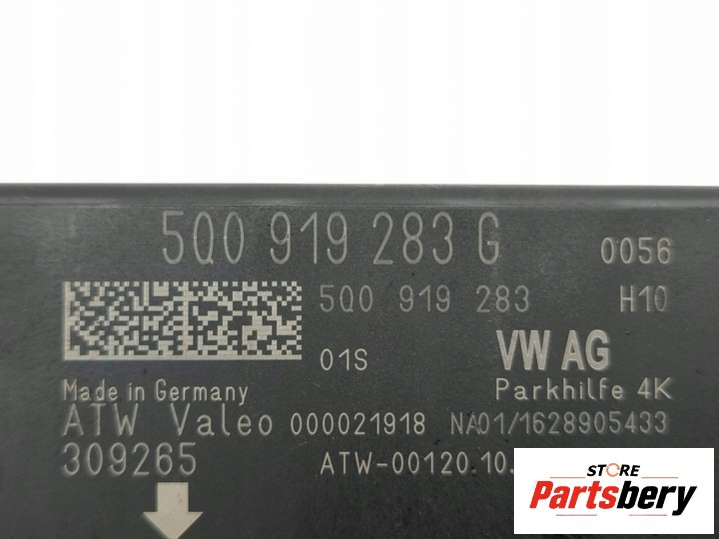 5Q0 919 283 G
0056
5Q0 919 283 H10
01S VW AG
Made in Germany Parkhilfe 4K
ATW Valeo 000021918 NA01/1628905433
309265 ATW-00120.10.
STORE
Partsbery